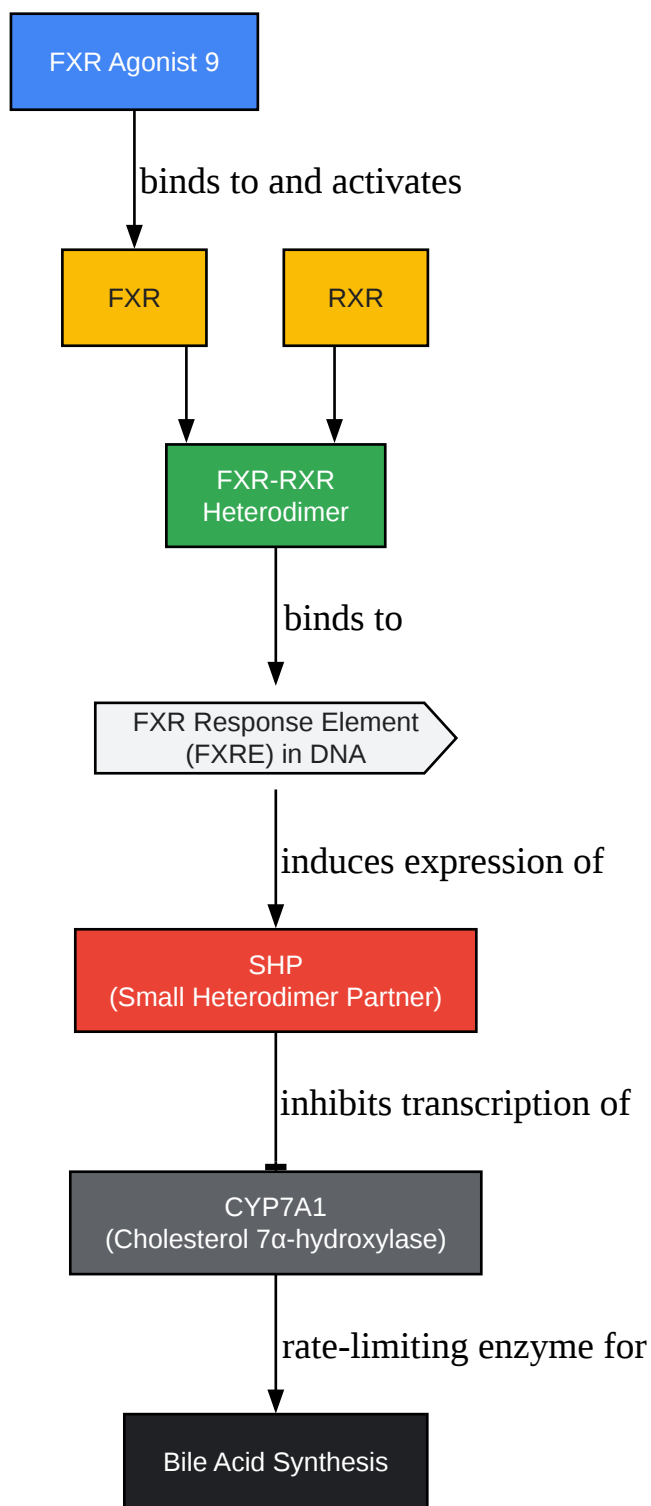 FXR Agonist 9
binds to and activates
FXR
RXR
FXR-RXR
Heterodimer
binds to
FXR Response Element
(FXRE) in DNA
induces expression of
SHP
(Small Heterodimer Partner)
inhibits transcription of
CYP7A1
(Cholesterol 7α-hydroxylase)
rate-limiting enzyme for
Bile Acid Synthesis